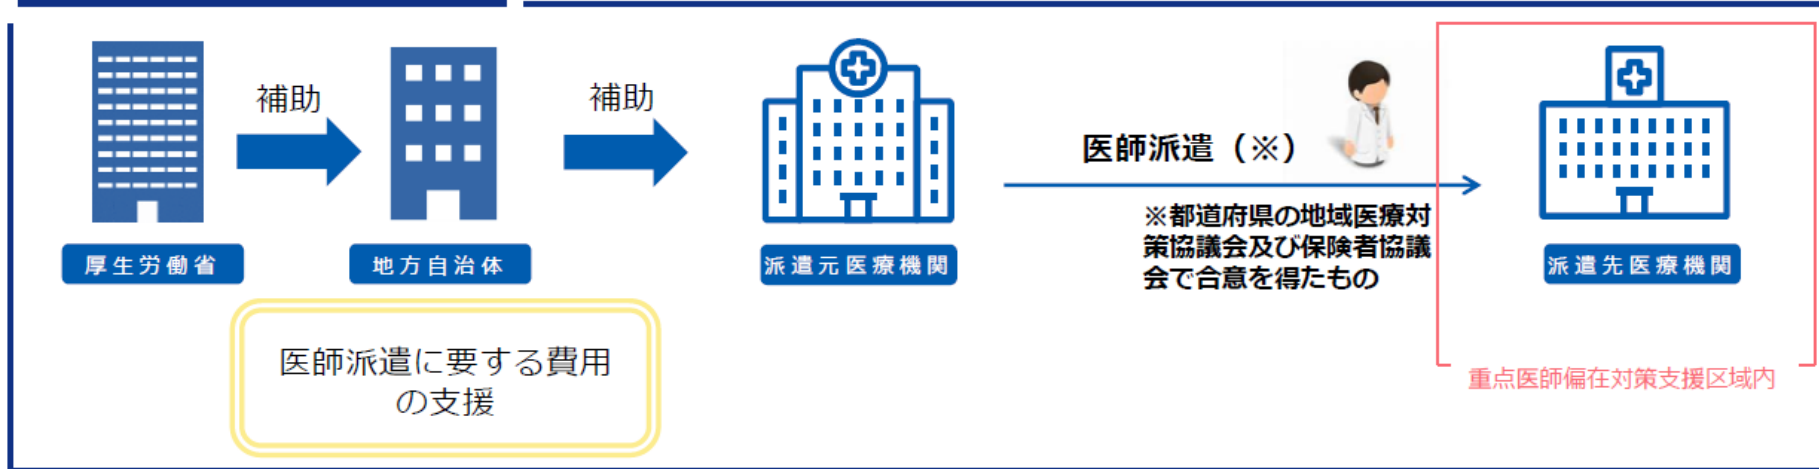 補助
補助
医師派遣（※）
※都道府県の地域医療対
策協議会及び保険者協議
会で合意を得たもの
厚生労働省
地方自治体
派遣元医療機関
派遣先医療機関
医師派遣に要する費用
の支援
重点医師偏在対策支援区域内